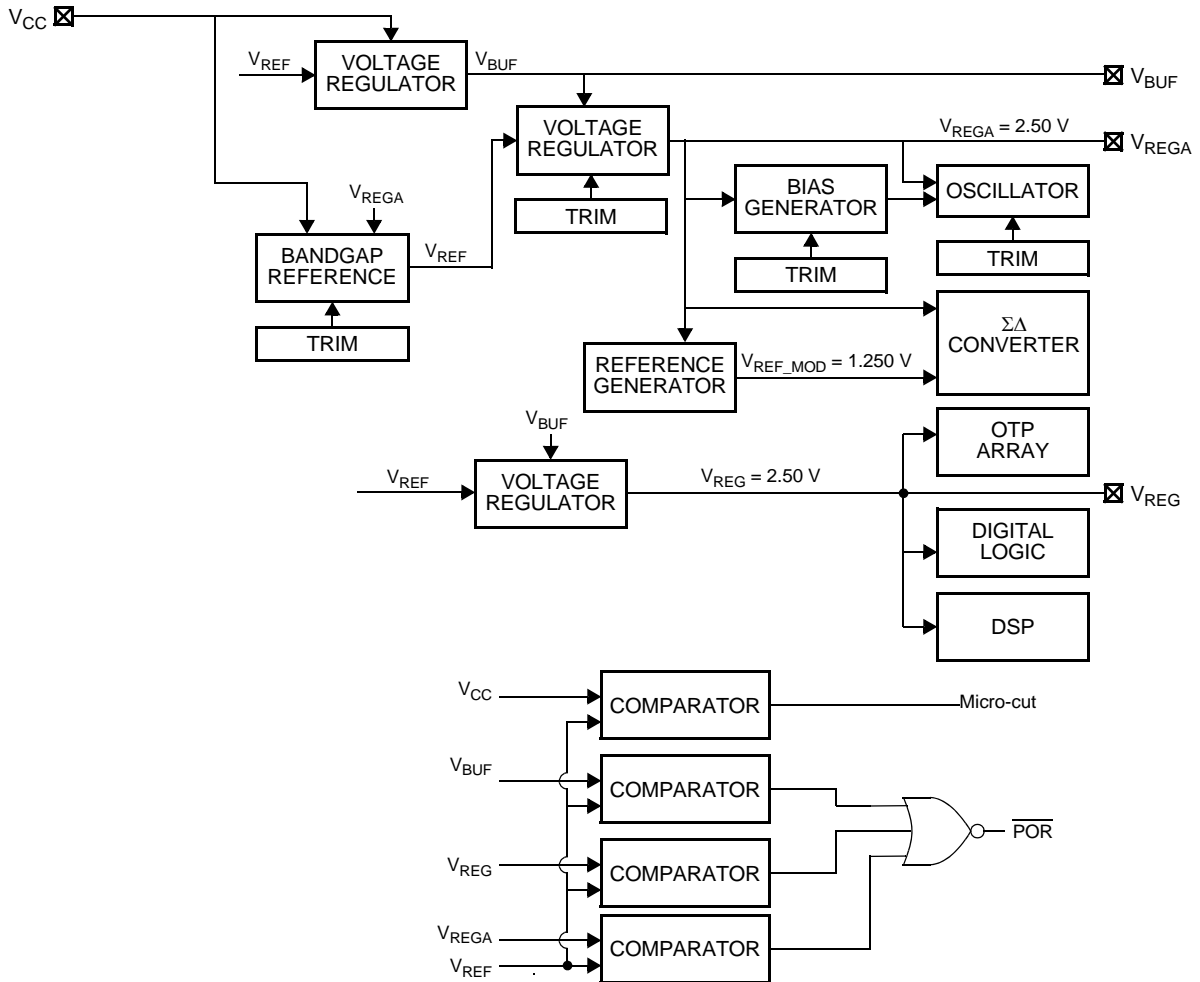 VCC
VREF
VOLTAGE
REGULATOR
VBUF
VBUF
VOLTAGE
REGULATOR
VREGA = 2.50 V
VREGA
TRIM
BIAS
GENERATOR
OSCILLATOR
TRIM
TRIM
VREGA
BANDGAP
REFERENCE
VREF
TRIM
REFERENCE
GENERATOR
VREF_MOD = 1.250 V
ΣΔ
CONVERTER
VBUF
VREF
VOLTAGE
REGULATOR
VREG = 2.50 V
OTP
ARRAY
VREG
DIGITAL
LOGIC
DSP
VCC
COMPARATOR
Micro-cut
VBUF
COMPARATOR
POR
VREG
COMPARATOR
VREGA
VREF
COMPARATOR